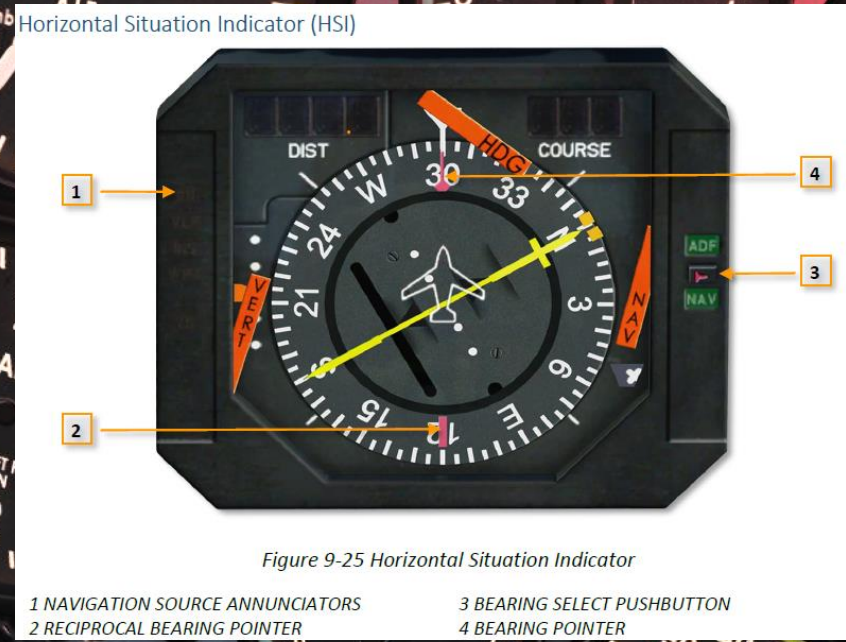 Horizontal Situation Indicator (HSI)
DIST
COURSE
HDG
30
33
N
3
6
E
12
15
S
21
24
W
VERT
NAV
ADF
NAV
1
2
3
4
Figure 9-25 Horizontal Situation Indicator
1 NAVIGATION SOURCE ANNUNCIATORS
3 BEARING SELECT PUSHBUTTON
2 RECIPROCAL BEARING POINTER
4 BEARING POINTER